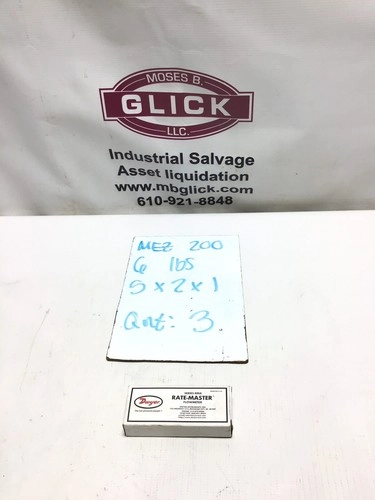 MOSES B.
GLICK
LLC.
Industrial Salvage
Asset liquidation
www.mbglick.com
610-921-8848
MEZ 200
6 lbs
5 x 2 x 1
Qnt: 3
Dwyer
RATE-MASTER
FLOWMETER